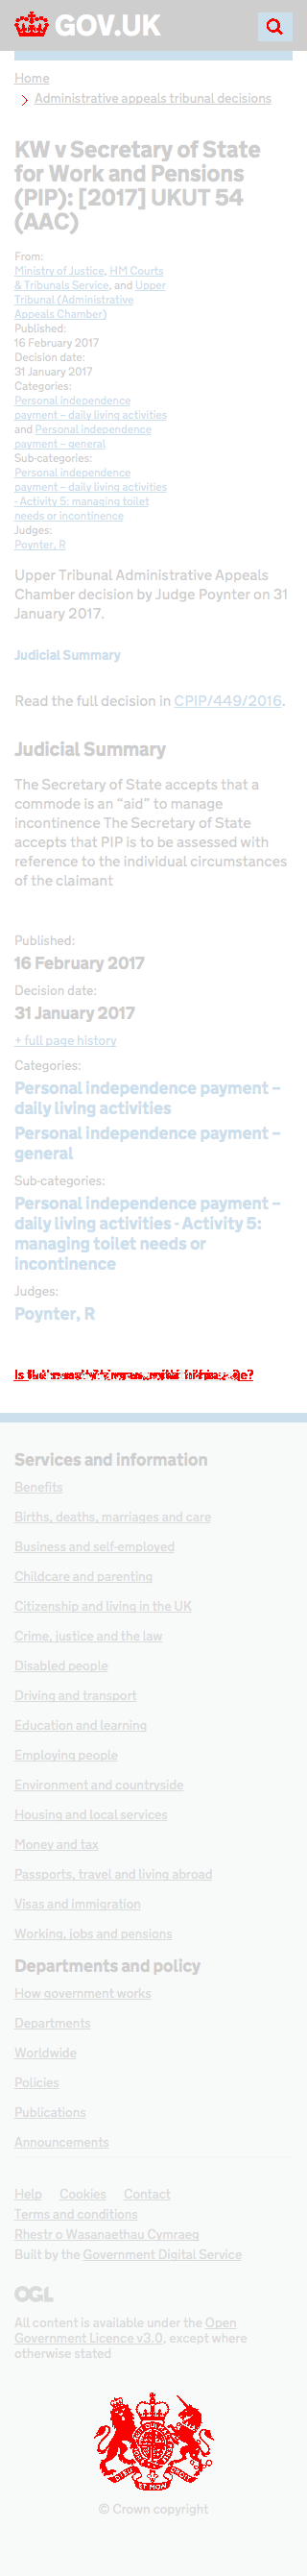 GOV.UK
Home
Administrative appeals tribunal decisions
KW v Secretary of State
for Work and Pensions
(PIP): [2017] UKUT 54
(AAC)
From:
Ministry of Justice, HM Courts
& Tribunals Service, and Upper
Tribunal (Administrative
Appeals Chamber)
Published:
16 February 2017
Decision date:
31 January 2017
Categories:
Personal independence
payment – daily living activities
and Personal independence
payment – general
Sub-categories:
Personal independence
payment – daily living activities
- Activity 5: managing toilet
needs or incontinence
Judges:
Poynter, R
Upper Tribunal Administrative Appeals
Chamber decision by Judge Poynter on 31
January 2017.
Judicial Summary
Read the full decision in CPIP/449/2016.
Judicial Summary
The Secretary of State accepts that a
commode is an “aid” to manage
incontinence The Secretary of State
accepts that PIP is to be assessed with
reference to the individual circumstances
of the claimant
Published:
16 February 2017
Decision date:
31 January 2017
+ full page history
Categories:
Personal independence payment –
daily living activities
Personal independence payment –
general
Sub-categories:
Personal independence payment –
daily living activities - Activity 5:
managing toilet needs or
incontinence
Judges:
Poynter, R
Services and information
Benefits
Births, deaths, marriages and care
Business and self-employed
Childcare and parenting
Citizenship and living in the UK
Crime, justice and the law
Disabled people
Driving and transport
Education and learning
Employing people
Environment and countryside
Housing and local services
Money and tax
Passports, travel and living abroad
Visas and immigration
Working, jobs and pensions
Departments and policy
How government works
Departments
Worldwide
Policies
Publications
Announcements
Help Cookies Contact
Terms and conditions
Rhestr o Wasanaethau Cymraeg
Built by the Government Digital Service
OGL
All content is available under the Open
Government Licence v3.0, except where
otherwise stated
© Crown copyright